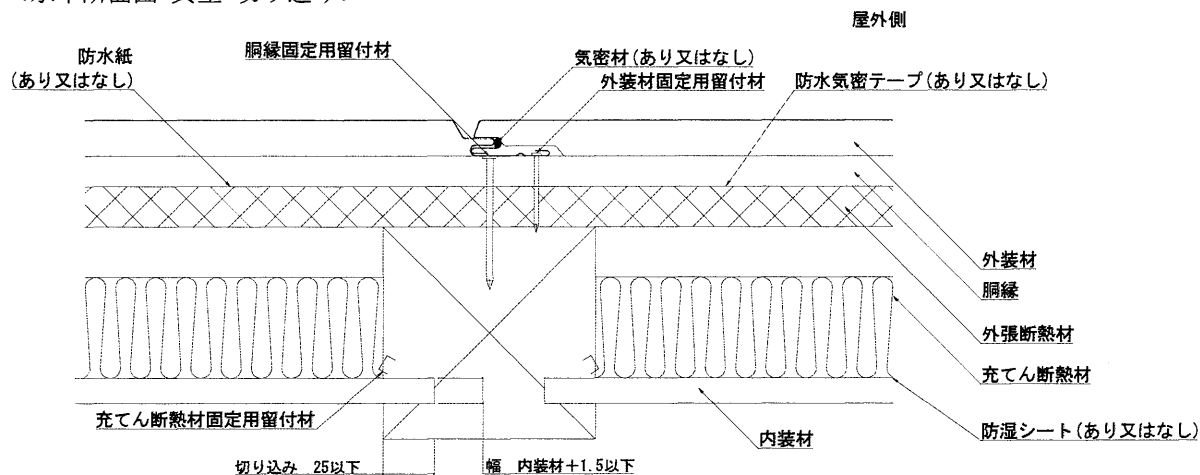 屋外側
胴縁固定用留付材
防水紙
(あり又はなし)
気密材(あり又はなし)
外装材固定用留付材
防水気密テープ(あり又はなし)
外装材
胴縁
外張断熱材
充てん断熱材
充てん断熱材固定用留付材
内装材
防湿シート(あり又はなし)
切り込み 25以下
幅 内装材+1.5以下